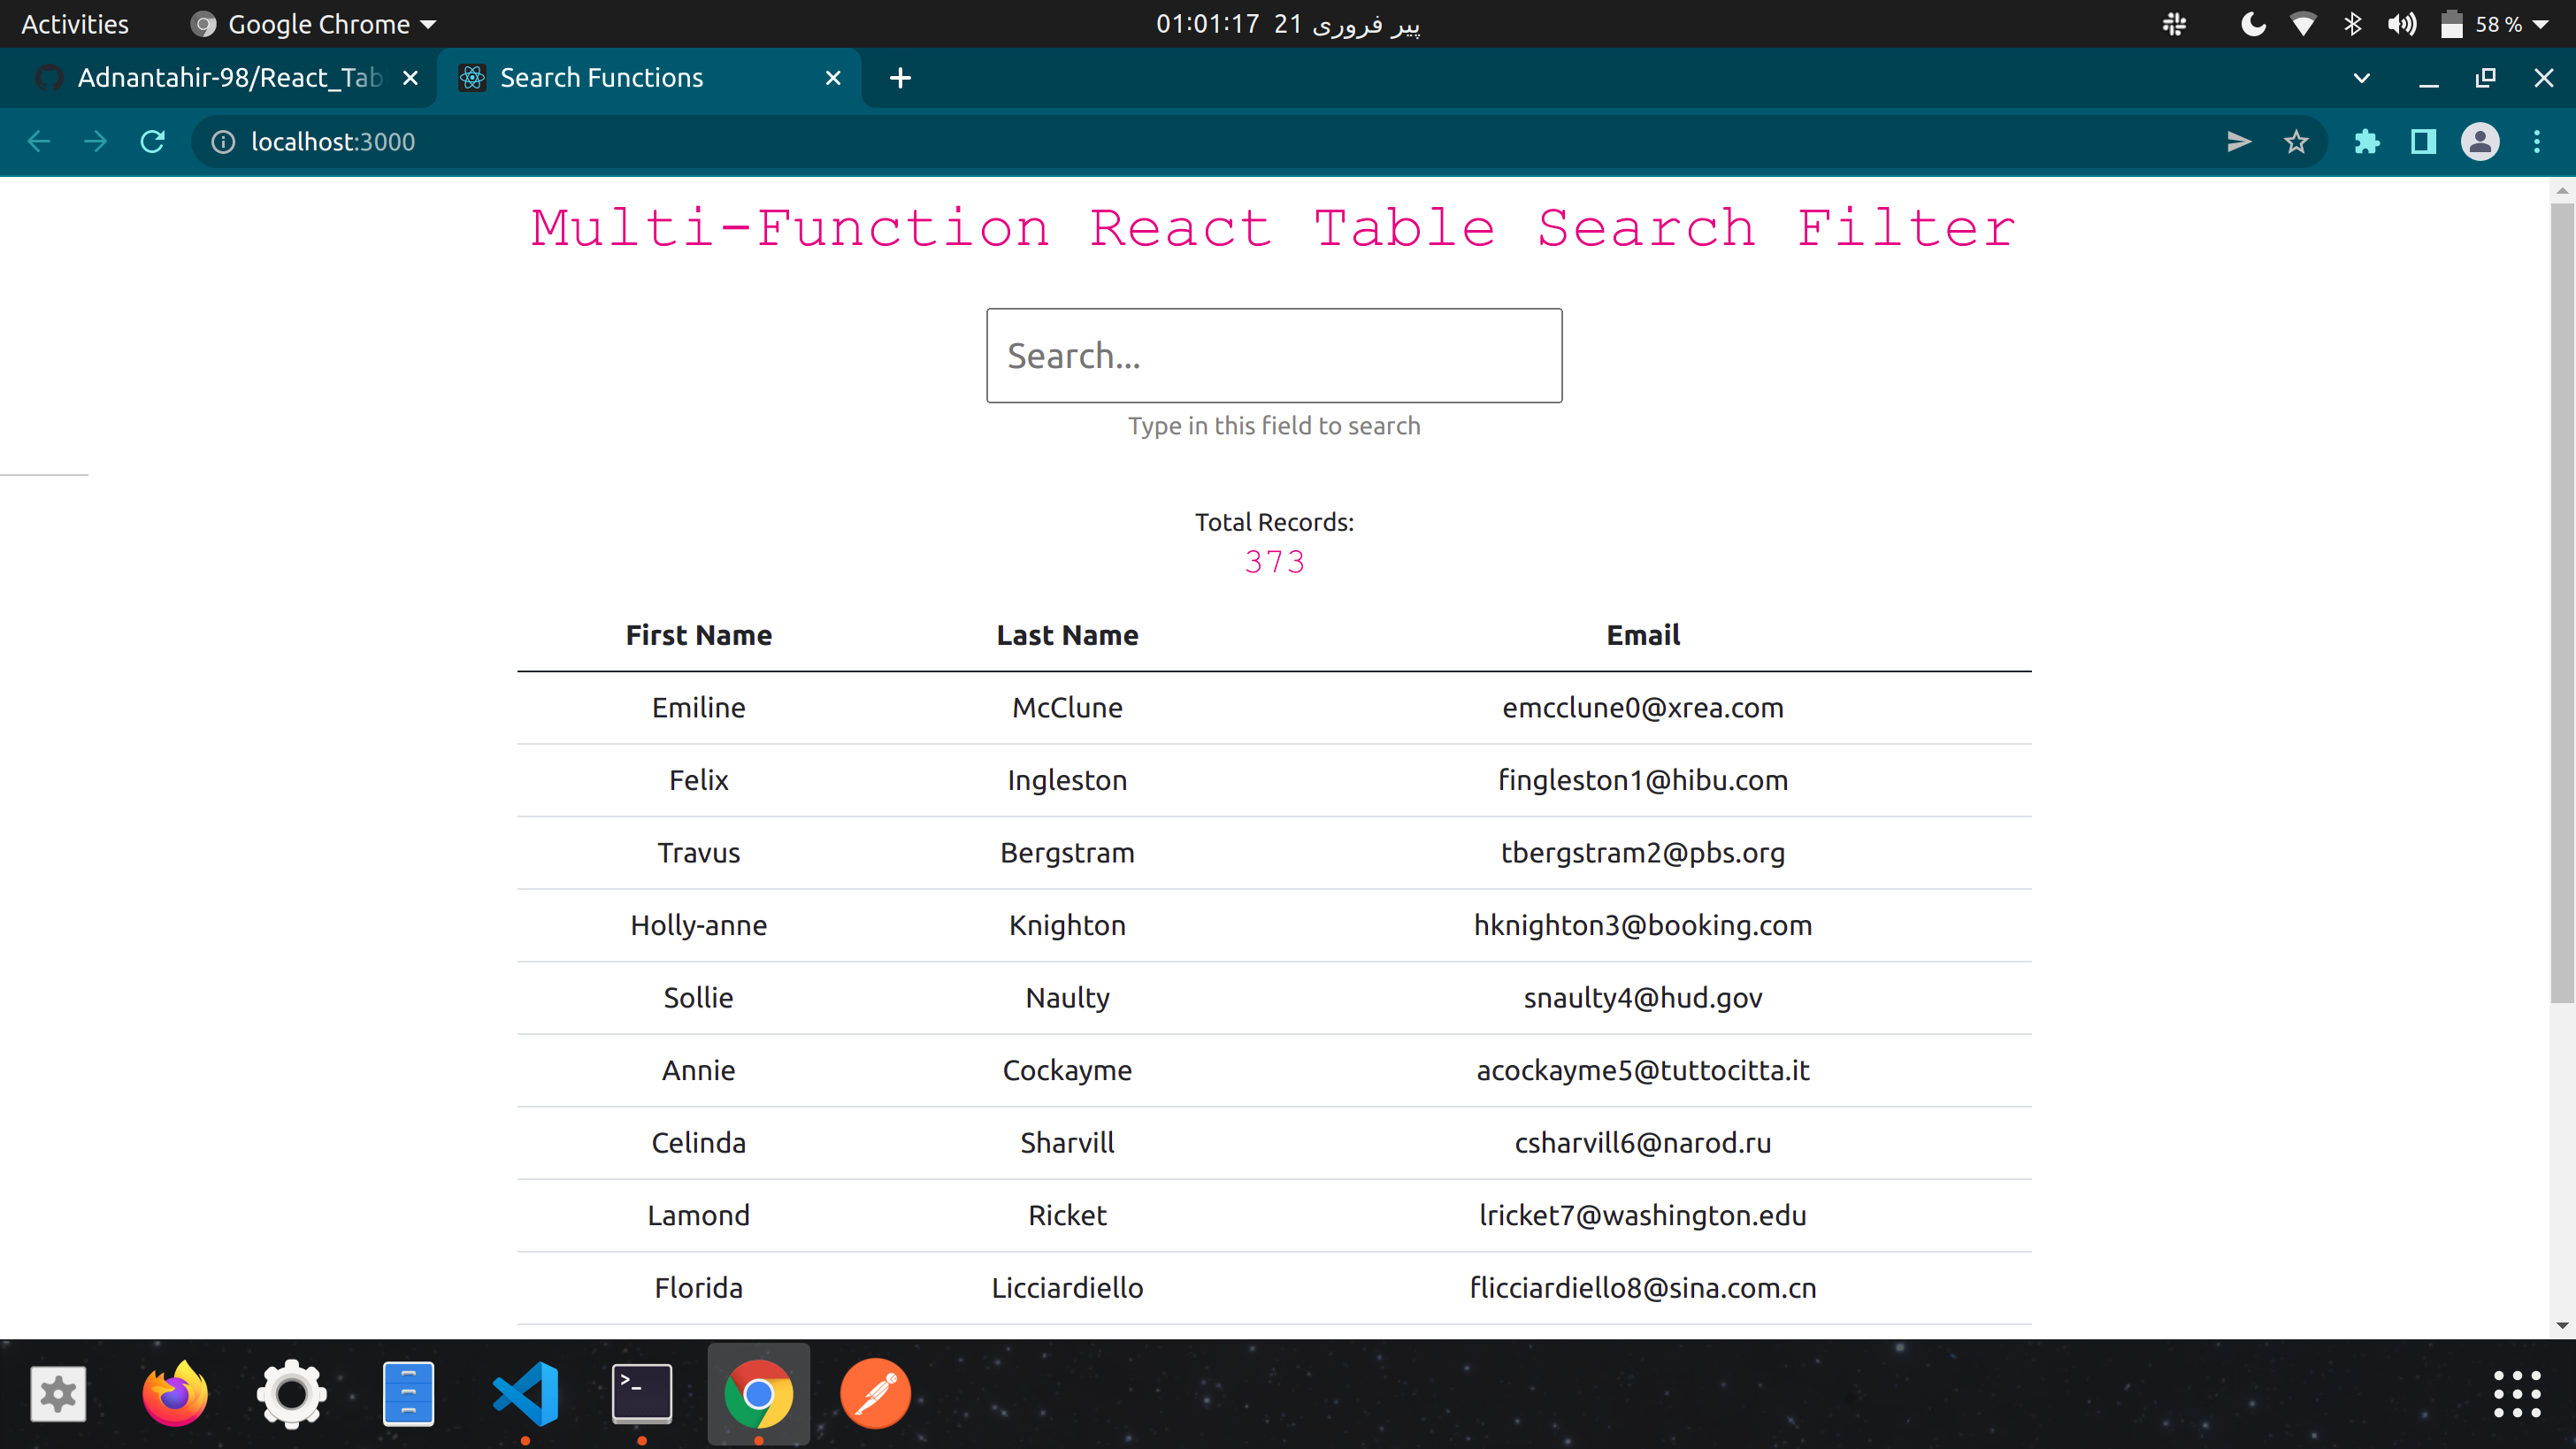 Activities Google Chrome 01:01:17 21 پیر فروری 58 %
Adnantahir-98/React_Tab Search Functions
localhost:3000
Multi-Function React Table Search Filter
Search...
Type in this field to search
Total Records:
373
First Name Last Name Email
Emiline McClune emcclune0@xrea.com
Felix Ingleston fingleston1@hibu.com
Travus Bergstram tbergstram2@pbs.org
Holly-anne Knighton hknighton3@booking.com
Sollie Naulty snaulty4@hud.gov
Annie Cockayme acockayme5@tuttocitta.it
Celinda Sharvill csharvill6@narod.ru
Lamond Ricket lricket7@washington.edu
Florida Licciardiello flicciardiello8@sina.com.cn